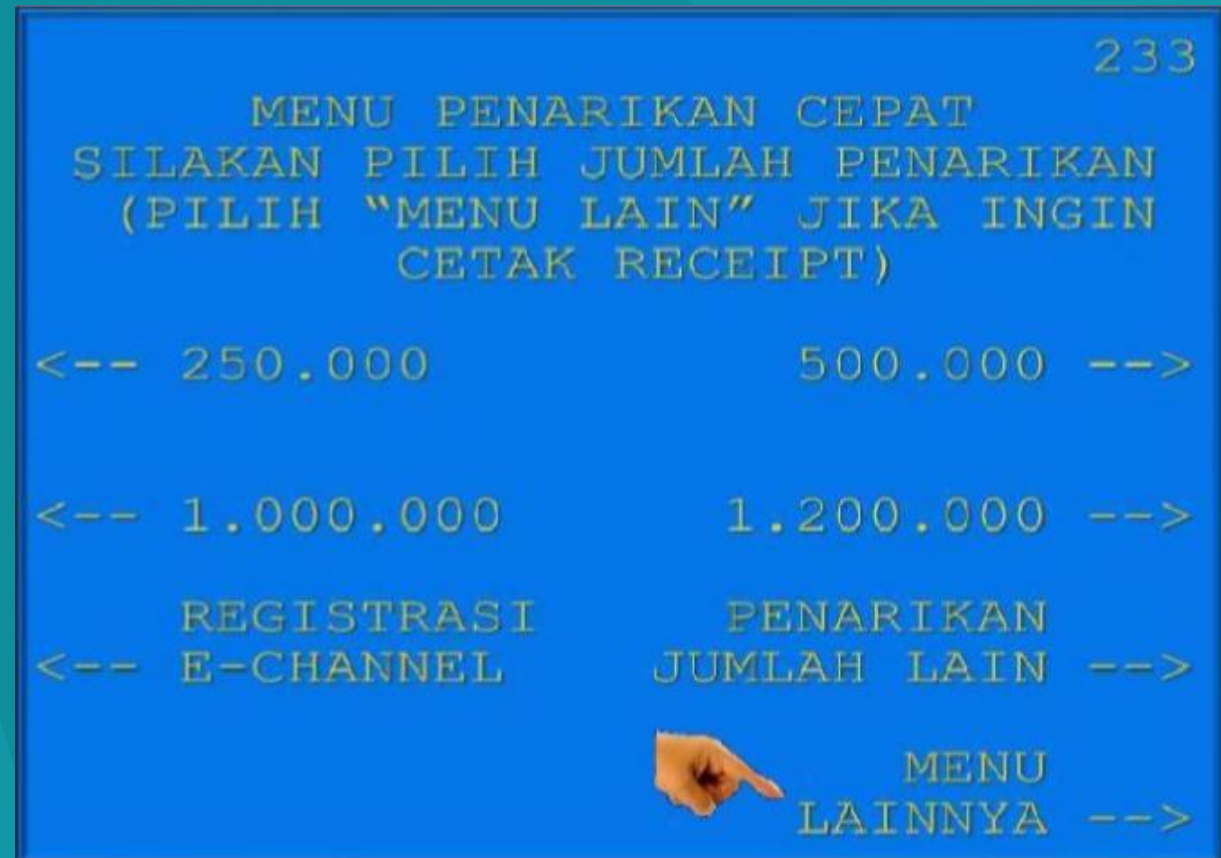 233
MENU PENARIKAN CEPAT
SILAKAN PILIH JUMLAH PENARIKAN
(PILIH “MENU LAIN” JIKA INGIN
CETAK RECEIPT)
<-- 250.000 500.000 -->
<-- 1.000.000 1.200.000 -->
REGISTRASI PENARIKAN
<-- E-CHANNEL JUMLAH LAIN -->
MENU
LAINNYA -->